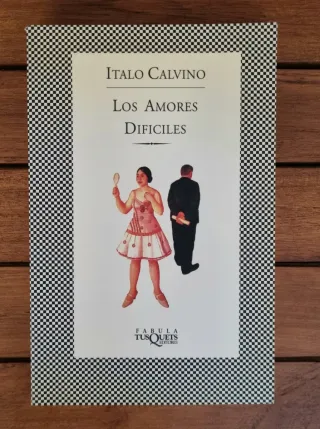 ITALO CALVINO
LOS AMORES
DIFICILES
FABULA
TUSQUETS
EDITORES